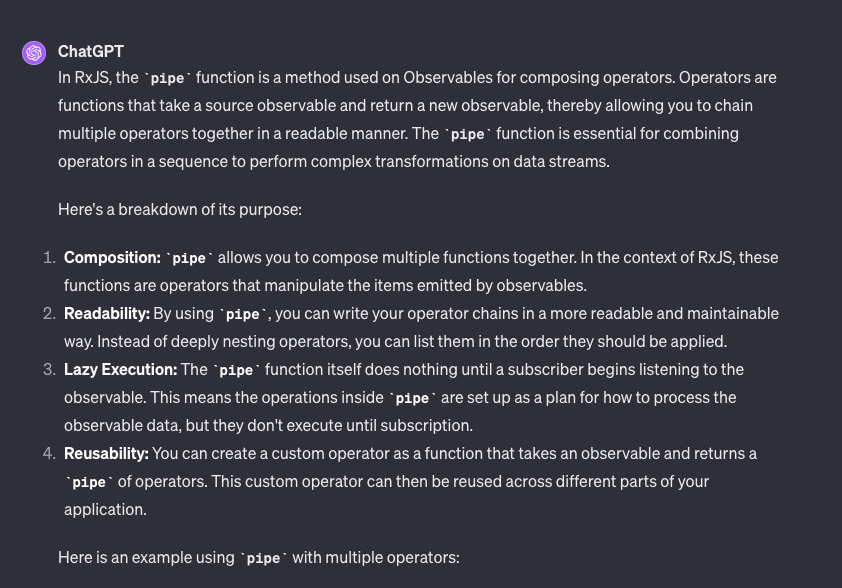 ChatGPT
In RxJS, the `pipe` function is a method used on Observables for composing operators. Operators are
functions that take a source observable and return a new observable, thereby allowing you to chain
multiple operators together in a readable manner. The `pipe` function is essential for combining
operators in a sequence to perform complex transformations on data streams.
Here's a breakdown of its purpose:
1. Composition: `pipe` allows you to compose multiple functions together. In the context of RxJS, these
functions are operators that manipulate the items emitted by observables.
2. Readability: By using `pipe`, you can write your operator chains in a more readable and maintainable
way. Instead of deeply nesting operators, you can list them in the order they should be applied.
3. Lazy Execution: The `pipe` function itself does nothing until a subscriber begins listening to the
observable. This means the operations inside `pipe` are set up as a plan for how to process the
observable data, but they don't execute until subscription.
4. Reusability: You can create a custom operator as a function that takes an observable and returns a
`pipe` of operators. This custom operator can then be reused across different parts of your
application.
Here is an example using `pipe` with multiple operators: